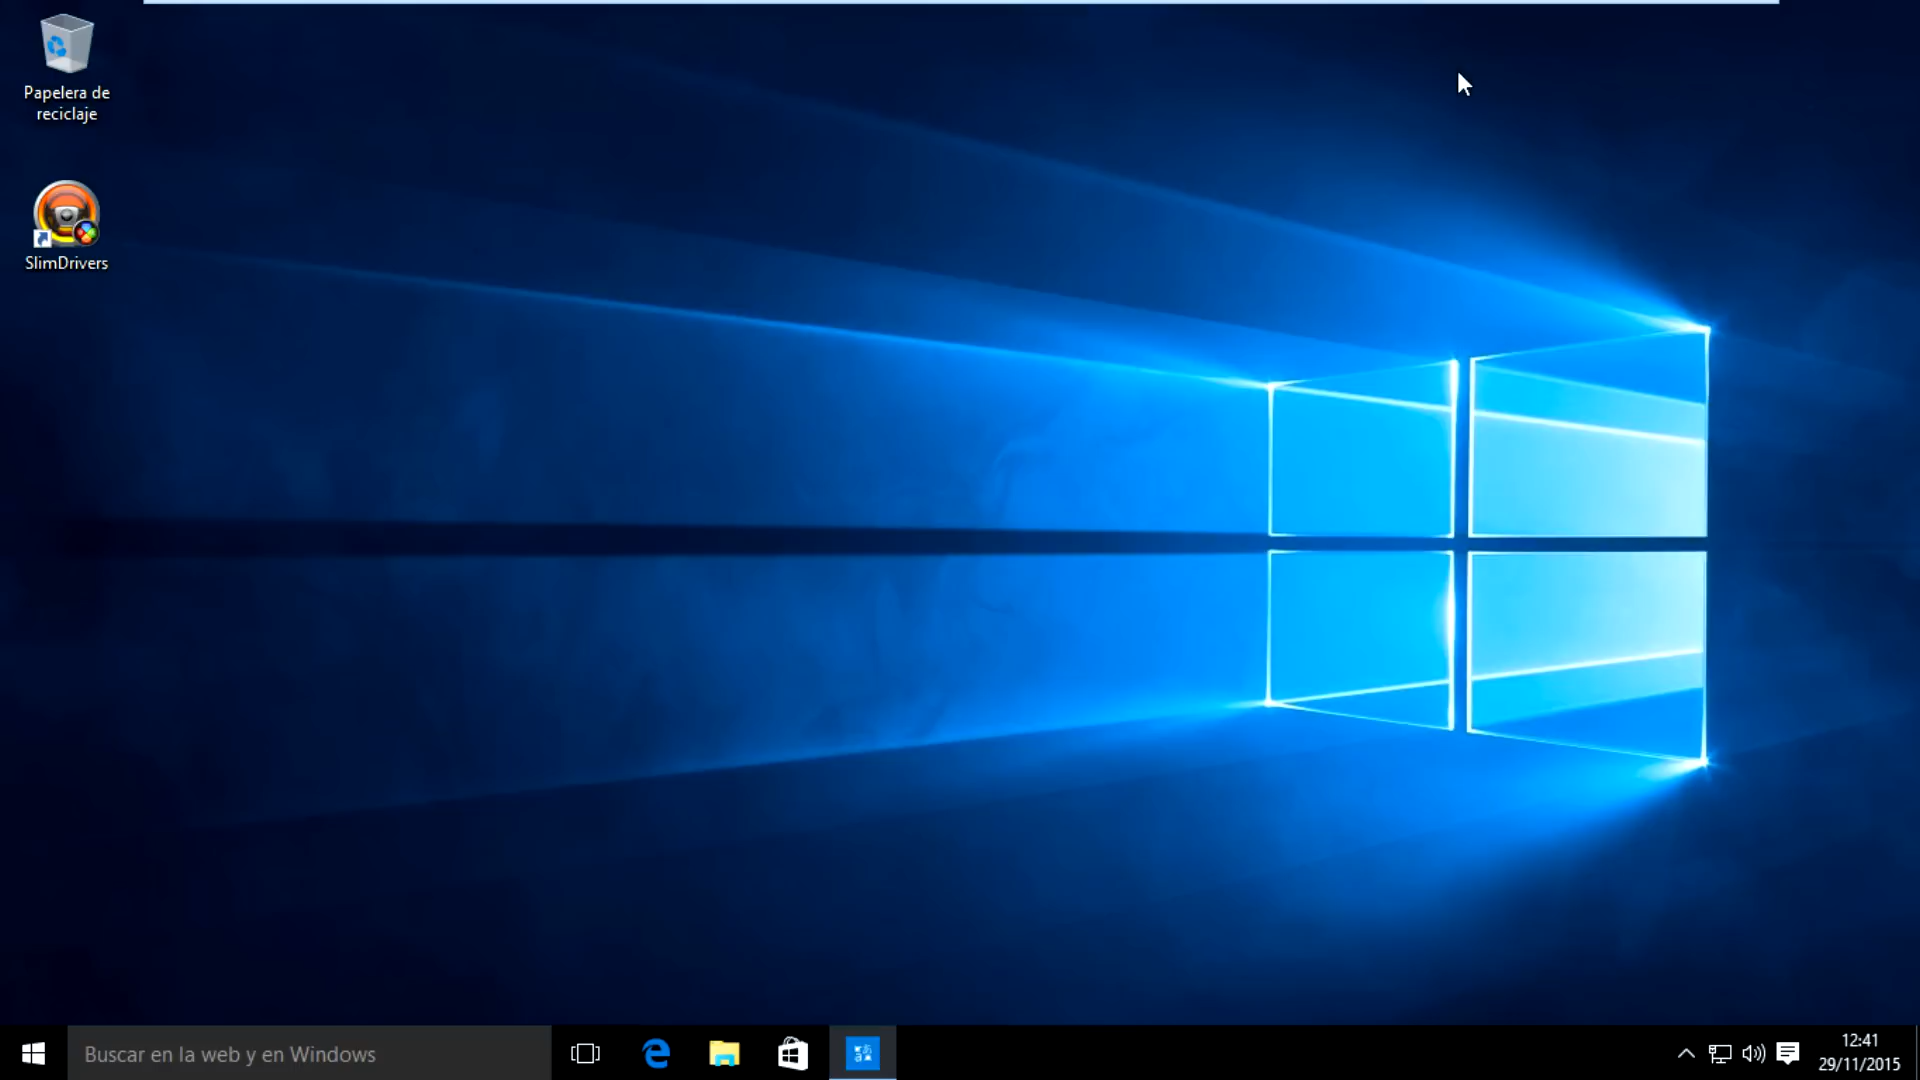 Papelera de
reciclaje
SlimDrivers
Buscar en la web y en Windows
12:41
29/11/2015